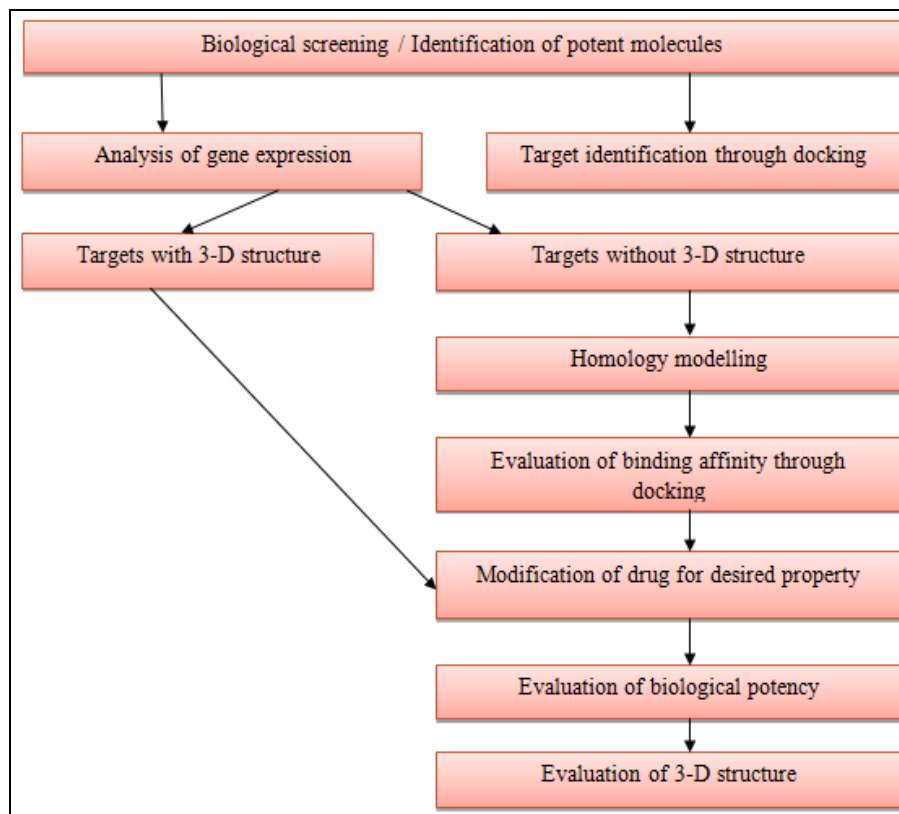 Biological screening / Identification of potent molecules
Analysis of gene expression
Target identification through docking
Targets with 3-D structure
Targets without 3-D structure
Homology modelling
Evaluation of binding affinity through
docking
Modification of drug for desired property
Evaluation of biological potency
Evaluation of 3-D structure